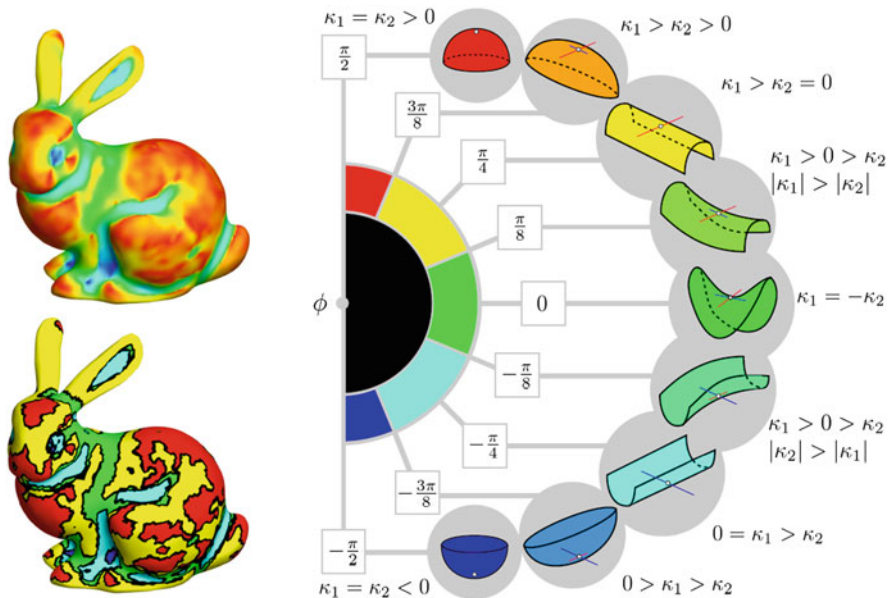 κ₁ = κ₂ > 0
κ₁ > κ₂ > 0
π/2
κ₁ > κ₂ = 0
3π/8
π/4
κ₁ > 0 > κ₂
|κ₁| > |κ₂|
π/8
ϕ
0
κ₁ = −κ₂
−π/8
κ₁ > 0 > κ₂
|κ₂| > |κ₁|
−π/4
−3π/8
0 = κ₁ > κ₂
−π/2
κ₁ = κ₂ < 0
0 > κ₁ > κ₂